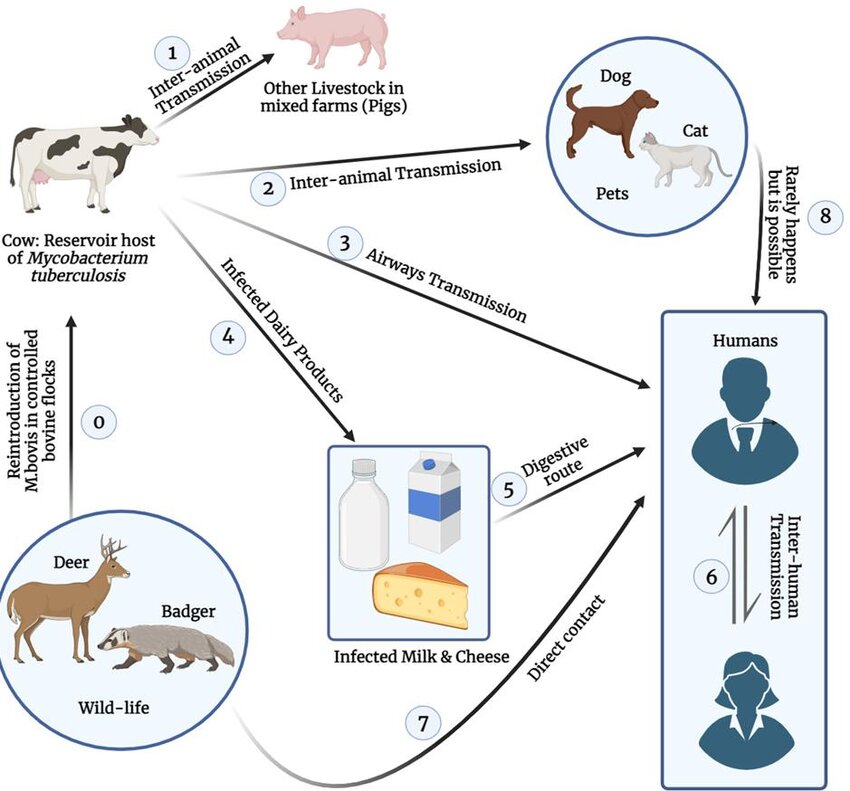 1
Inter-animal
Transmission
Other Livestock in
mixed farms (Pigs)
Dog
Cat
Pets
2
Inter-animal Transmission
Cow: Reservoir host
of Mycobacterium
tuberculosis
3
Airways Transmission
Rarely happens
but is possible
8
4
Infected Dairy Products
Reintroduction of
M.bovis in controlled
bovine flocks
0
Humans
5
Digestive
route
Deer
Badger
Wild-life
Infected Milk & Cheese
6
Inter-human
Transmission
7
Direct contact